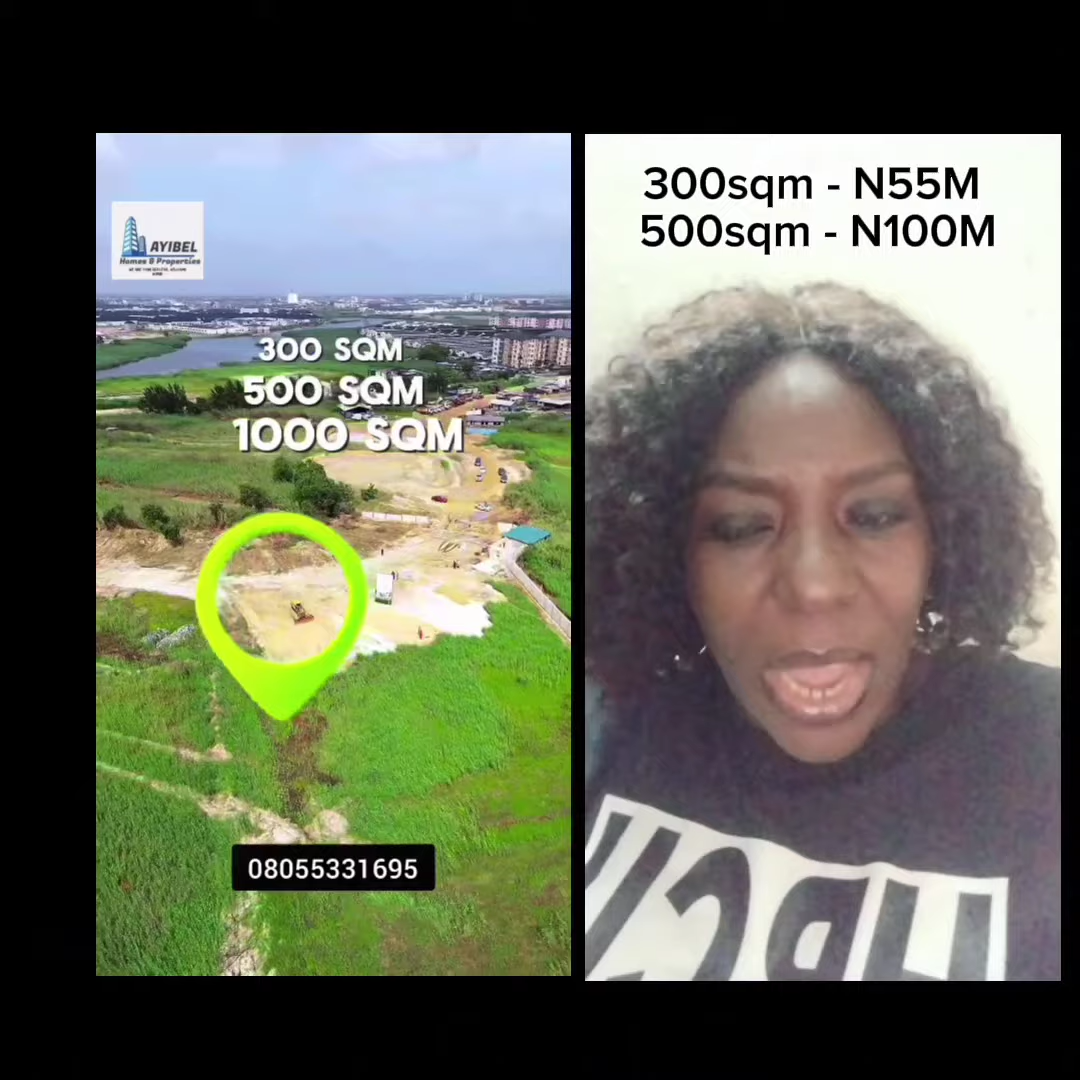 AYIBEL
Homes & Properties
300 SQM
500 SQM
1000 SQM
08055331695
300sqm - N55M
500sqm - N100M